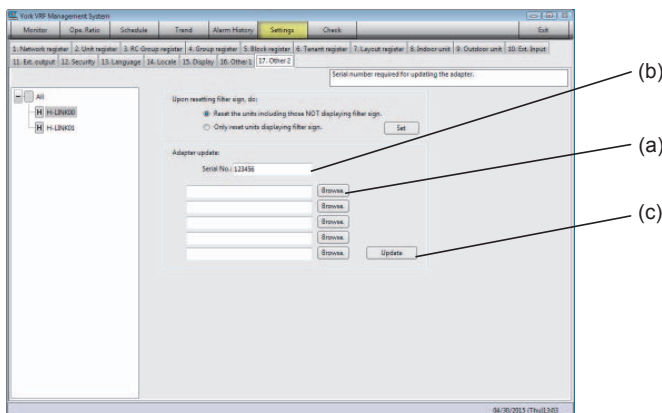 York VRF Management System
Monitor Ope. Ratio Schedule Trend Alarm History Settings Check Exit
1. Network register 2. Unit register 3. RC Group register 4. Group register 5. Block register 6. Tenant register 7. Layout register 8. Indoor unit 9. Outdoor unit 10. Ext. Input
11. Ext. output 12. Security 13. Language 14. Locale 15. Display 16. Other1 17. Other 2
Serial number required for updating the adapter.
All
H H-LINK00
H H-LINK01
Upon resetting filter sign, do:
Reset the units including those NOT displaying filter sign.
Only reset units displaying filter sign.
Set
Adapter update:
Serial No.: 123456
Browse.
Browse.
Browse.
Browse.
Browse.
Update
(b)
(a)
(c)
04/30/2015 (Thu)13:03